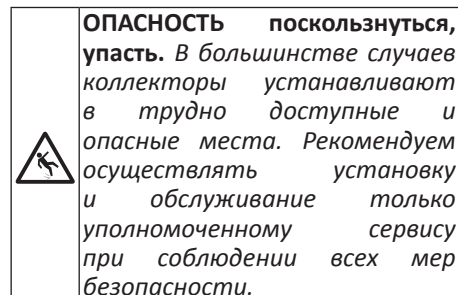 ОПАСНОСТЬ поскользнуться,
упасть. В большинстве случаев
коллекторы устанавливают
в трудно доступные и
опасные места. Рекомендуем
осуществлять установку
и обслуживание только
уполномоченному сервису
при соблюдении всех мер
безопасности.